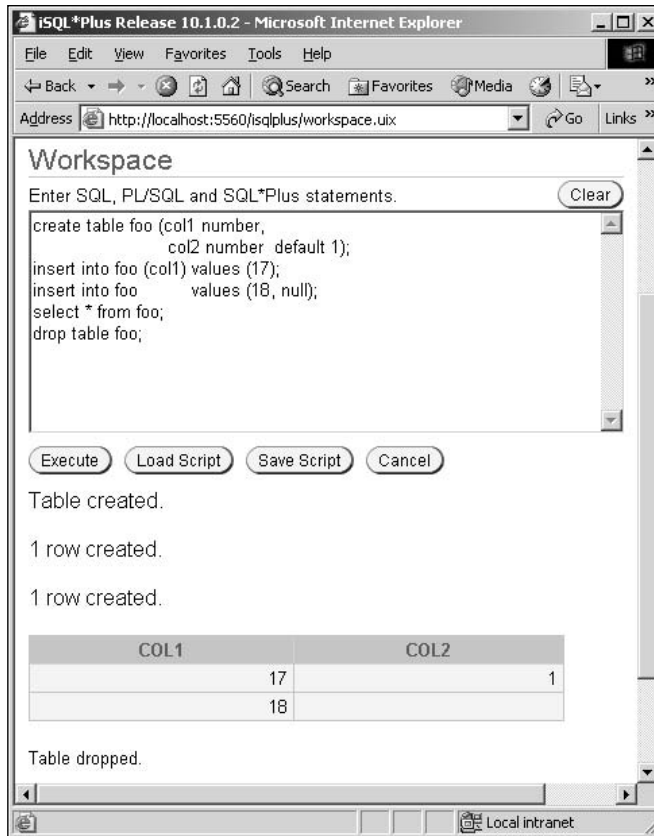 iSQL*Plus Release 10.1.0.2 - Microsoft Internet Explorer
File Edit View Favorites Tools Help
Back Search Favorites Media »
Address http://localhost:5560/isqlplus/workspace.uix Go Links »
Workspace
Enter SQL, PL/SQL and SQL*Plus statements. Clear
create table foo (col1 number,
col2 number default 1);
insert into foo (col1) values (17);
insert into foo values (18, null);
select * from foo;
drop table foo;
Execute Load Script Save Script Cancel
Table created.
1 row created.
1 row created.
COL1 COL2
17 1
18
Table dropped.
Local intranet